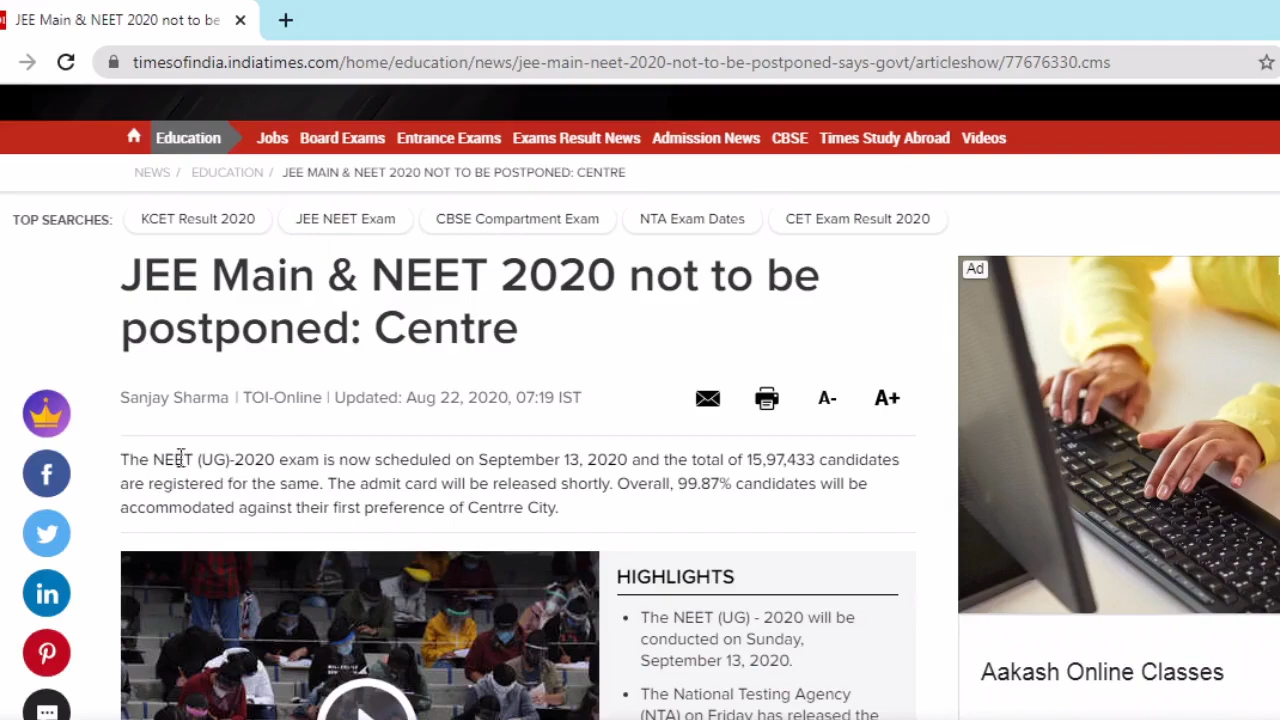 JEE Main & NEET 2020 not to be
timesofindia.indiatimes.com/home/education/news/jee-main-neet-2020-not-to-be-postponed-says-govt/articleshow/77676330.cms
Education Jobs Board Exams Entrance Exams Exams Result News Admission News CBSE Times Study Abroad Videos
NEWS / EDUCATION / JEE MAIN & NEET 2020 NOT TO BE POSTPONED: CENTRE
TOP SEARCHES: KCET Result 2020 JEE NEET Exam CBSE Compartment Exam NTA Exam Dates CET Exam Result 2020
JEE Main & NEET 2020 not to be
postponed: Centre
Sanjay Sharma | TOI-Online | Updated: Aug 22, 2020, 07:19 IST
A- A+
The NEET (UG)-2020 exam is now scheduled on September 13, 2020 and the total of 15,97,433 candidates
are registered for the same. The admit card will be released shortly. Overall, 99.87% candidates will be
accommodated against their first preference of Centrre City.
HIGHLIGHTS
• The NEET (UG) - 2020 will be
conducted on Sunday,
September 13, 2020.
• The National Testing Agency
(NTA) on Friday has released the
Ad
Aakash Online Classes